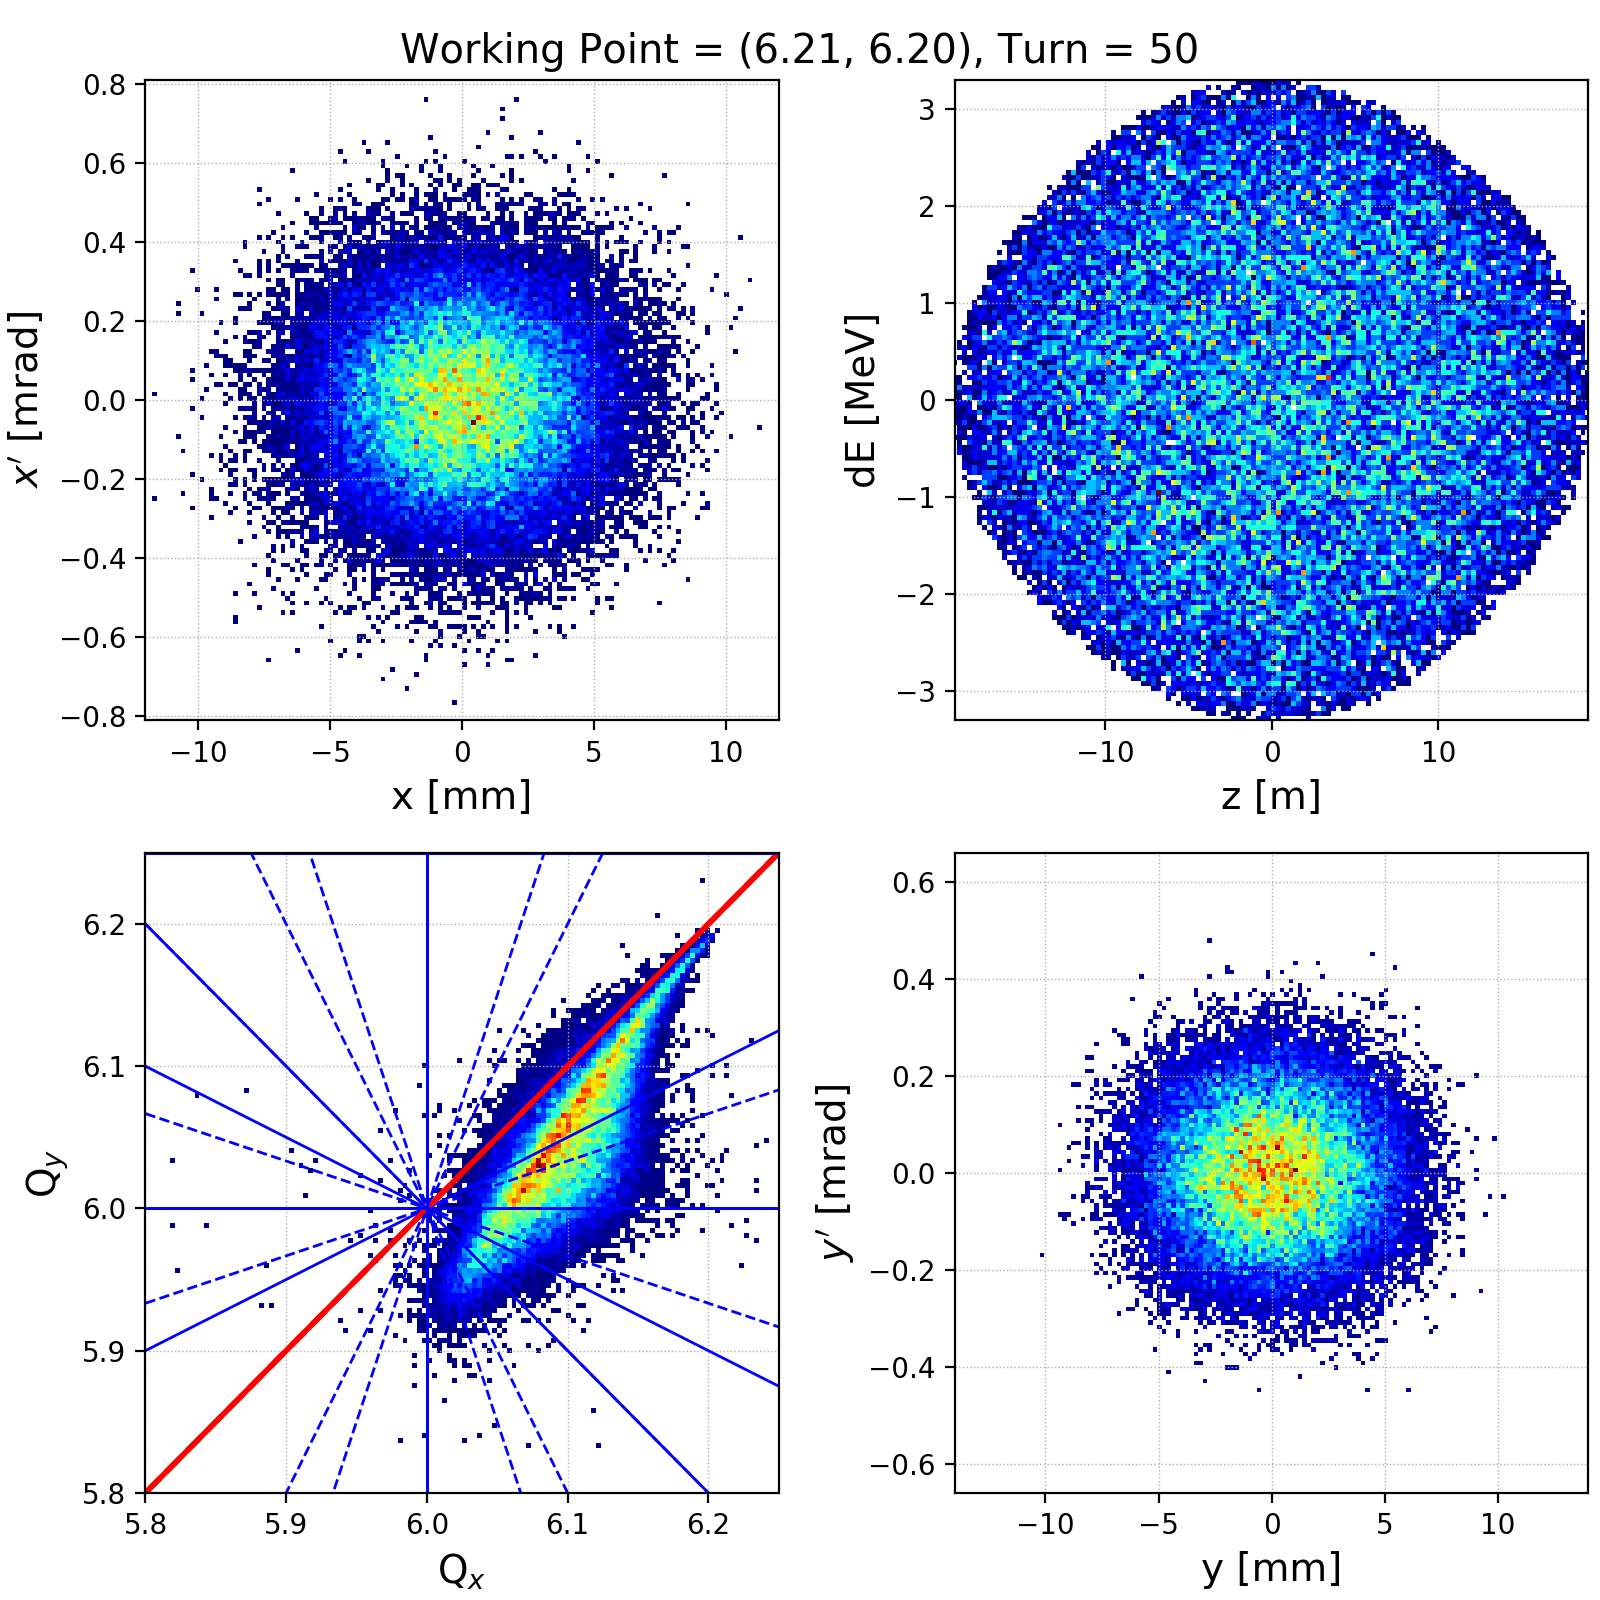 Working Point = (6.21, 6.20), Turn = 50
0.8
0.6
0.4
0.2
0.0
−0.2
−0.4
−0.6
−0.8
x′ [mrad]
−10 −5 0 5 10
x [mm]
3
2
1
0
−1
−2
−3
dE [MeV]
−10 0 10
z [m]
6.2
6.1
6.0
5.9
5.8
Qy
5.8 5.9 6.0 6.1 6.2
Qx
0.6
0.4
0.2
0.0
−0.2
−0.4
−0.6
y′ [mrad]
−10 −5 0 5 10
y [mm]